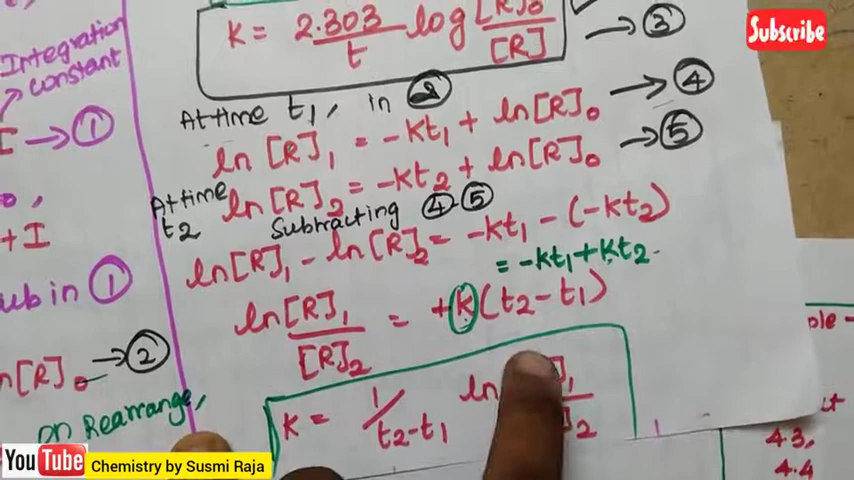 Subscribe
K = 2.303/t log [R]₀/[R] → ③
Integration
constant
→ ①
At time t₁, in ②
ln [R]₁ = -Kt₁ + ln[R]₀ → ④
At time t₂
ln [R]₂ = -Kt₂ + ln[R]₀ → ⑤
+ I
Subtracting ④-⑤
ln[R]₁ - ln[R]₂ = -Kt₁ - (-Kt₂)
= -Kt₁ + Kt₂
in ①
ln [R]₁/[R]₂ = +K(t₂ - t₁)
[R]₀ → ②
on Rearrange,
K = 1/t₂-t₁ ln
4.3,
4.4
You Tube
Chemistry by Susmi Raja